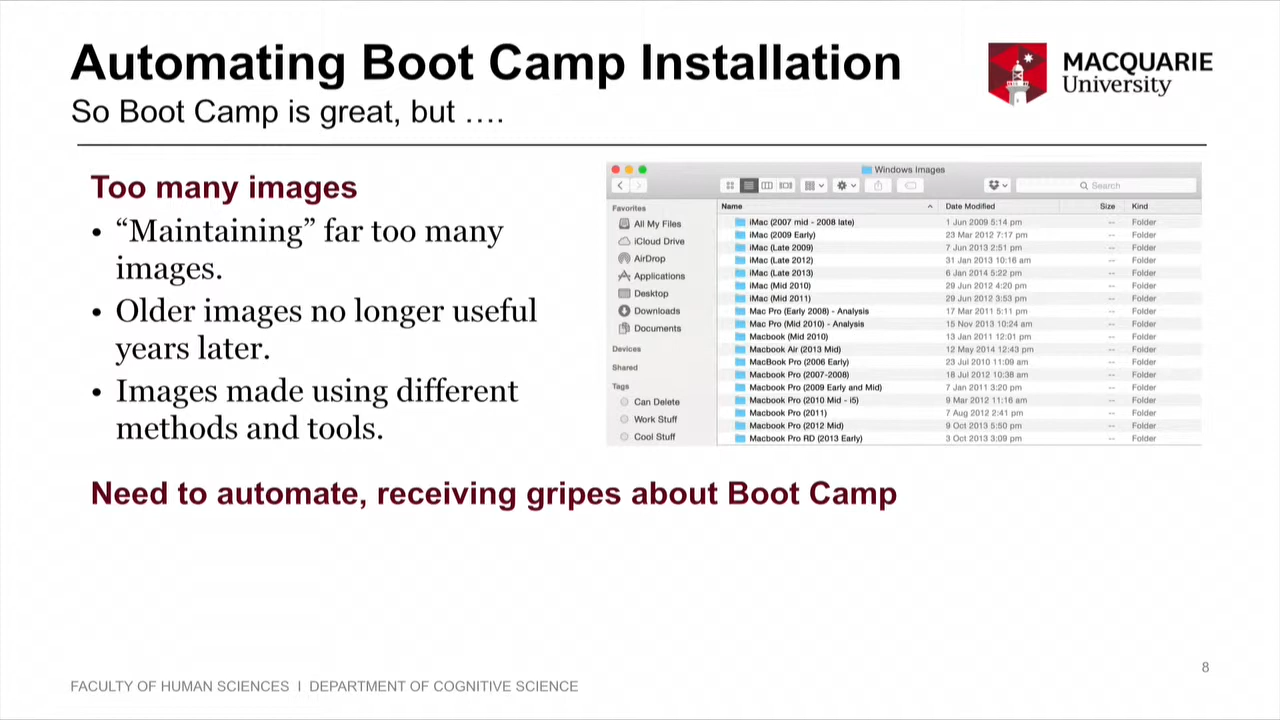 Automating Boot Camp Installation
So Boot Camp is great, but ….
MACQUARIE
University
Too many images
• “Maintaining” far too many
images.
• Older images no longer useful
years later.
• Images made using different
methods and tools.
Windows Images
Search
Favorites
All My Files
iCloud Drive
AirDrop
Applications
Desktop
Downloads
Documents
Devices
Shared
Tags
Can Delete
Work Stuff
Cool Stuff
Name Date Modified Size Kind
iMac (2007 mid - 2008 late) 1 Jun 2009 5:14 pm -- Folder
iMac (2009 Early) 23 Mar 2012 7:17 pm -- Folder
iMac (Late 2009) 7 Jun 2013 2:51 pm -- Folder
iMac (Late 2012) 31 Jan 2013 10:16 am -- Folder
iMac (Late 2013) 6 Jan 2014 5:22 pm -- Folder
iMac (Mid 2010) 29 Jun 2012 4:20 pm -- Folder
iMac (Mid 2011) 29 Jun 2012 3:53 pm -- Folder
Mac Pro (Early 2008) - Analysis 17 Mar 2011 5:11 pm -- Folder
Mac Pro (Mid 2010) - Analysis 15 Nov 2013 10:24 am -- Folder
Macbook (Mid 2010) 13 Jan 2011 12:01 pm -- Folder
Macbook Air (2013 Mid) 12 May 2014 12:43 pm -- Folder
MacBook Pro (2006 Early) 23 Jul 2010 11:09 am -- Folder
Macbook Pro (2007-2008) 18 Jul 2012 10:38 am -- Folder
Macbook Pro (2009 Early and Mid) 7 Jan 2011 3:20 pm -- Folder
Macbook Pro (2010 Mid - i5) 9 Mar 2012 11:16 am -- Folder
Macbook Pro (2011) 7 Aug 2012 2:41 pm -- Folder
Macbook Pro (2012 Mid) 9 Oct 2013 5:50 pm -- Folder
Macbook Pro RD (2013 Early) 3 Oct 2013 3:09 pm -- Folder
Need to automate, receiving gripes about Boot Camp
8
FACULTY OF HUMAN SCIENCES I DEPARTMENT OF COGNITIVE SCIENCE